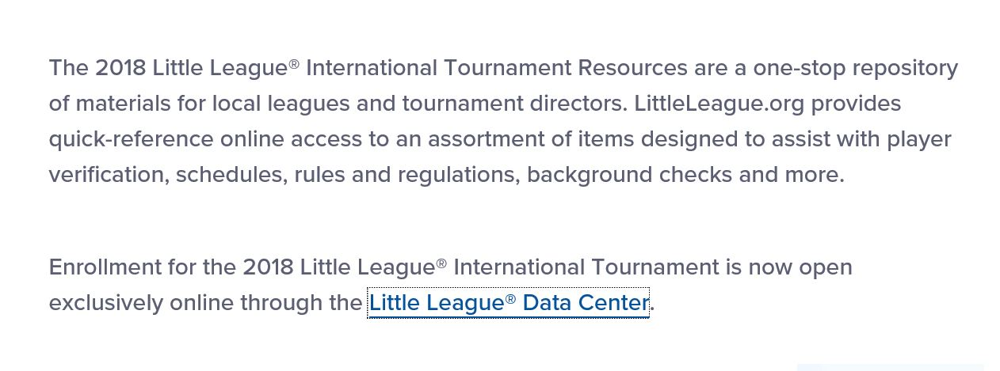 The 2018 Little League® International Tournament Resources are a one-stop repository
of materials for local leagues and tournament directors. LittleLeague.org provides
quick-reference online access to an assortment of items designed to assist with player
verification, schedules, rules and regulations, background checks and more.
Enrollment for the 2018 Little League® International Tournament is now open
exclusively online through the Little League® Data Center.